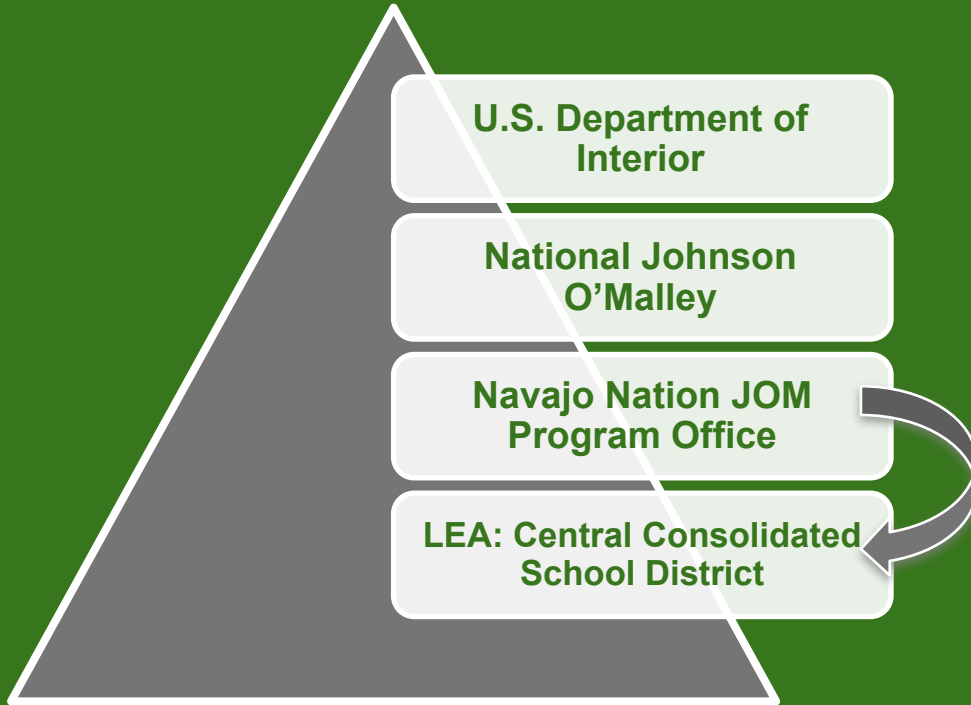 U.S. Department of
Interior
National Johnson
O’Malley
Navajo Nation JOM
Program Office
LEA: Central Consolidated
School District